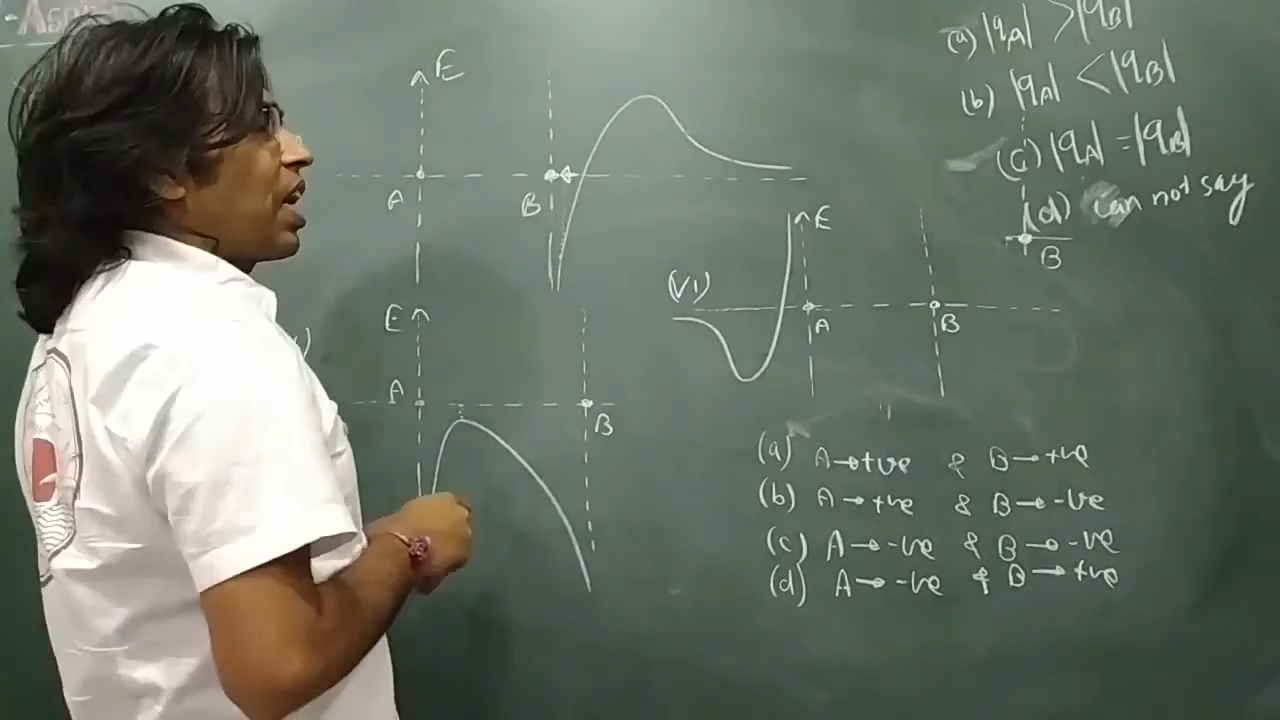 E
A
B
(a) |qA| > |qB|
(b) |qA| < |qB|
(c) |qA| = |qB|
(d) can not say
B
(VI)
E
A
B
E
A
B
(a) A→+ve & B→+ve
(b) A→+ve & B→-ve
(c) A→-ve & B→-ve
(d) A→-ve & B→+ve